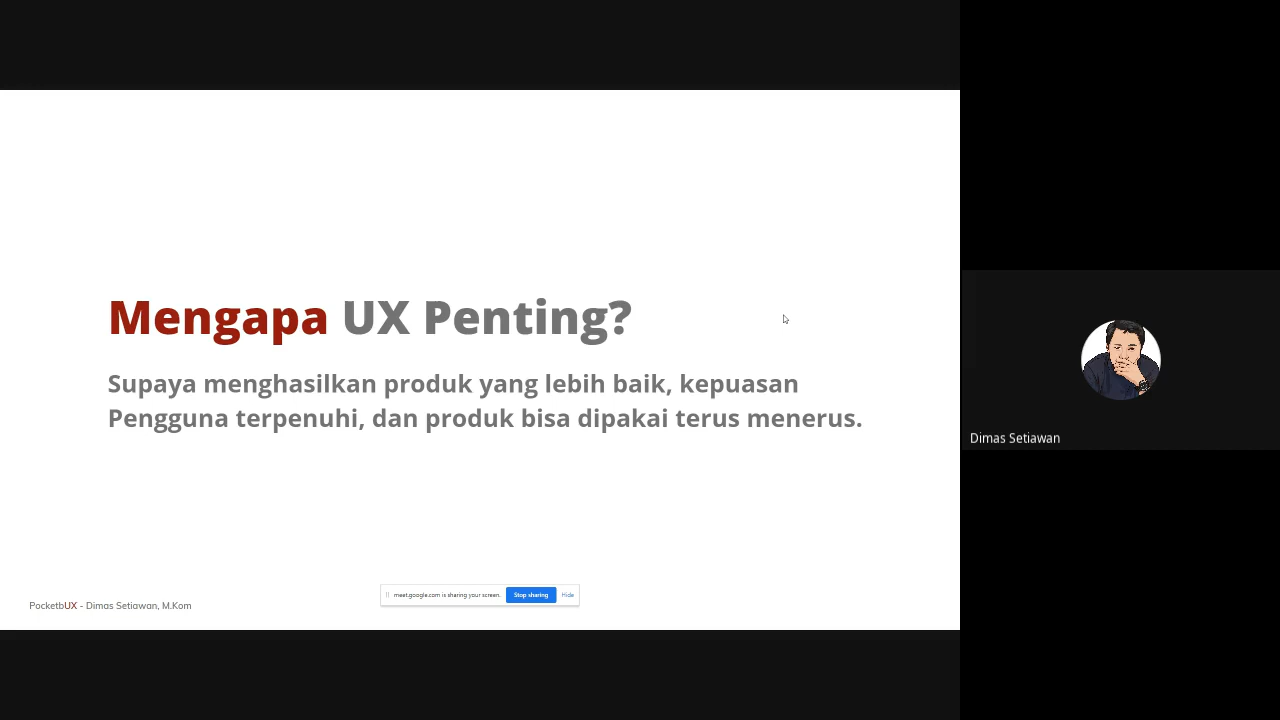 Mengapa UX Penting?
Supaya menghasilkan produk yang lebih baik, kepuasan
Pengguna terpenuhi, dan produk bisa dipakai terus menerus.
Dimas Setiawan
meet.google.com is sharing your screen. Stop sharing Hide
PocketbUX - Dimas Setiawan, M.Kom